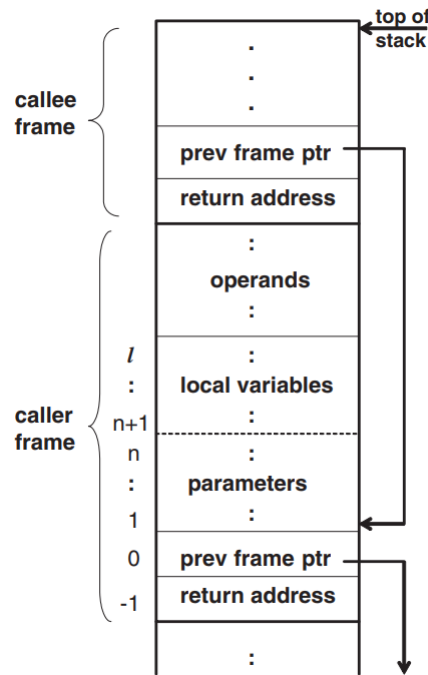 top of
stack
.
.
.
callee
frame
prev frame ptr
return address
:
operands
:
l
:
:
local variables
caller
frame
n+1
:
n
:
:
parameters
1
:
0
prev frame ptr
-1
return address
: